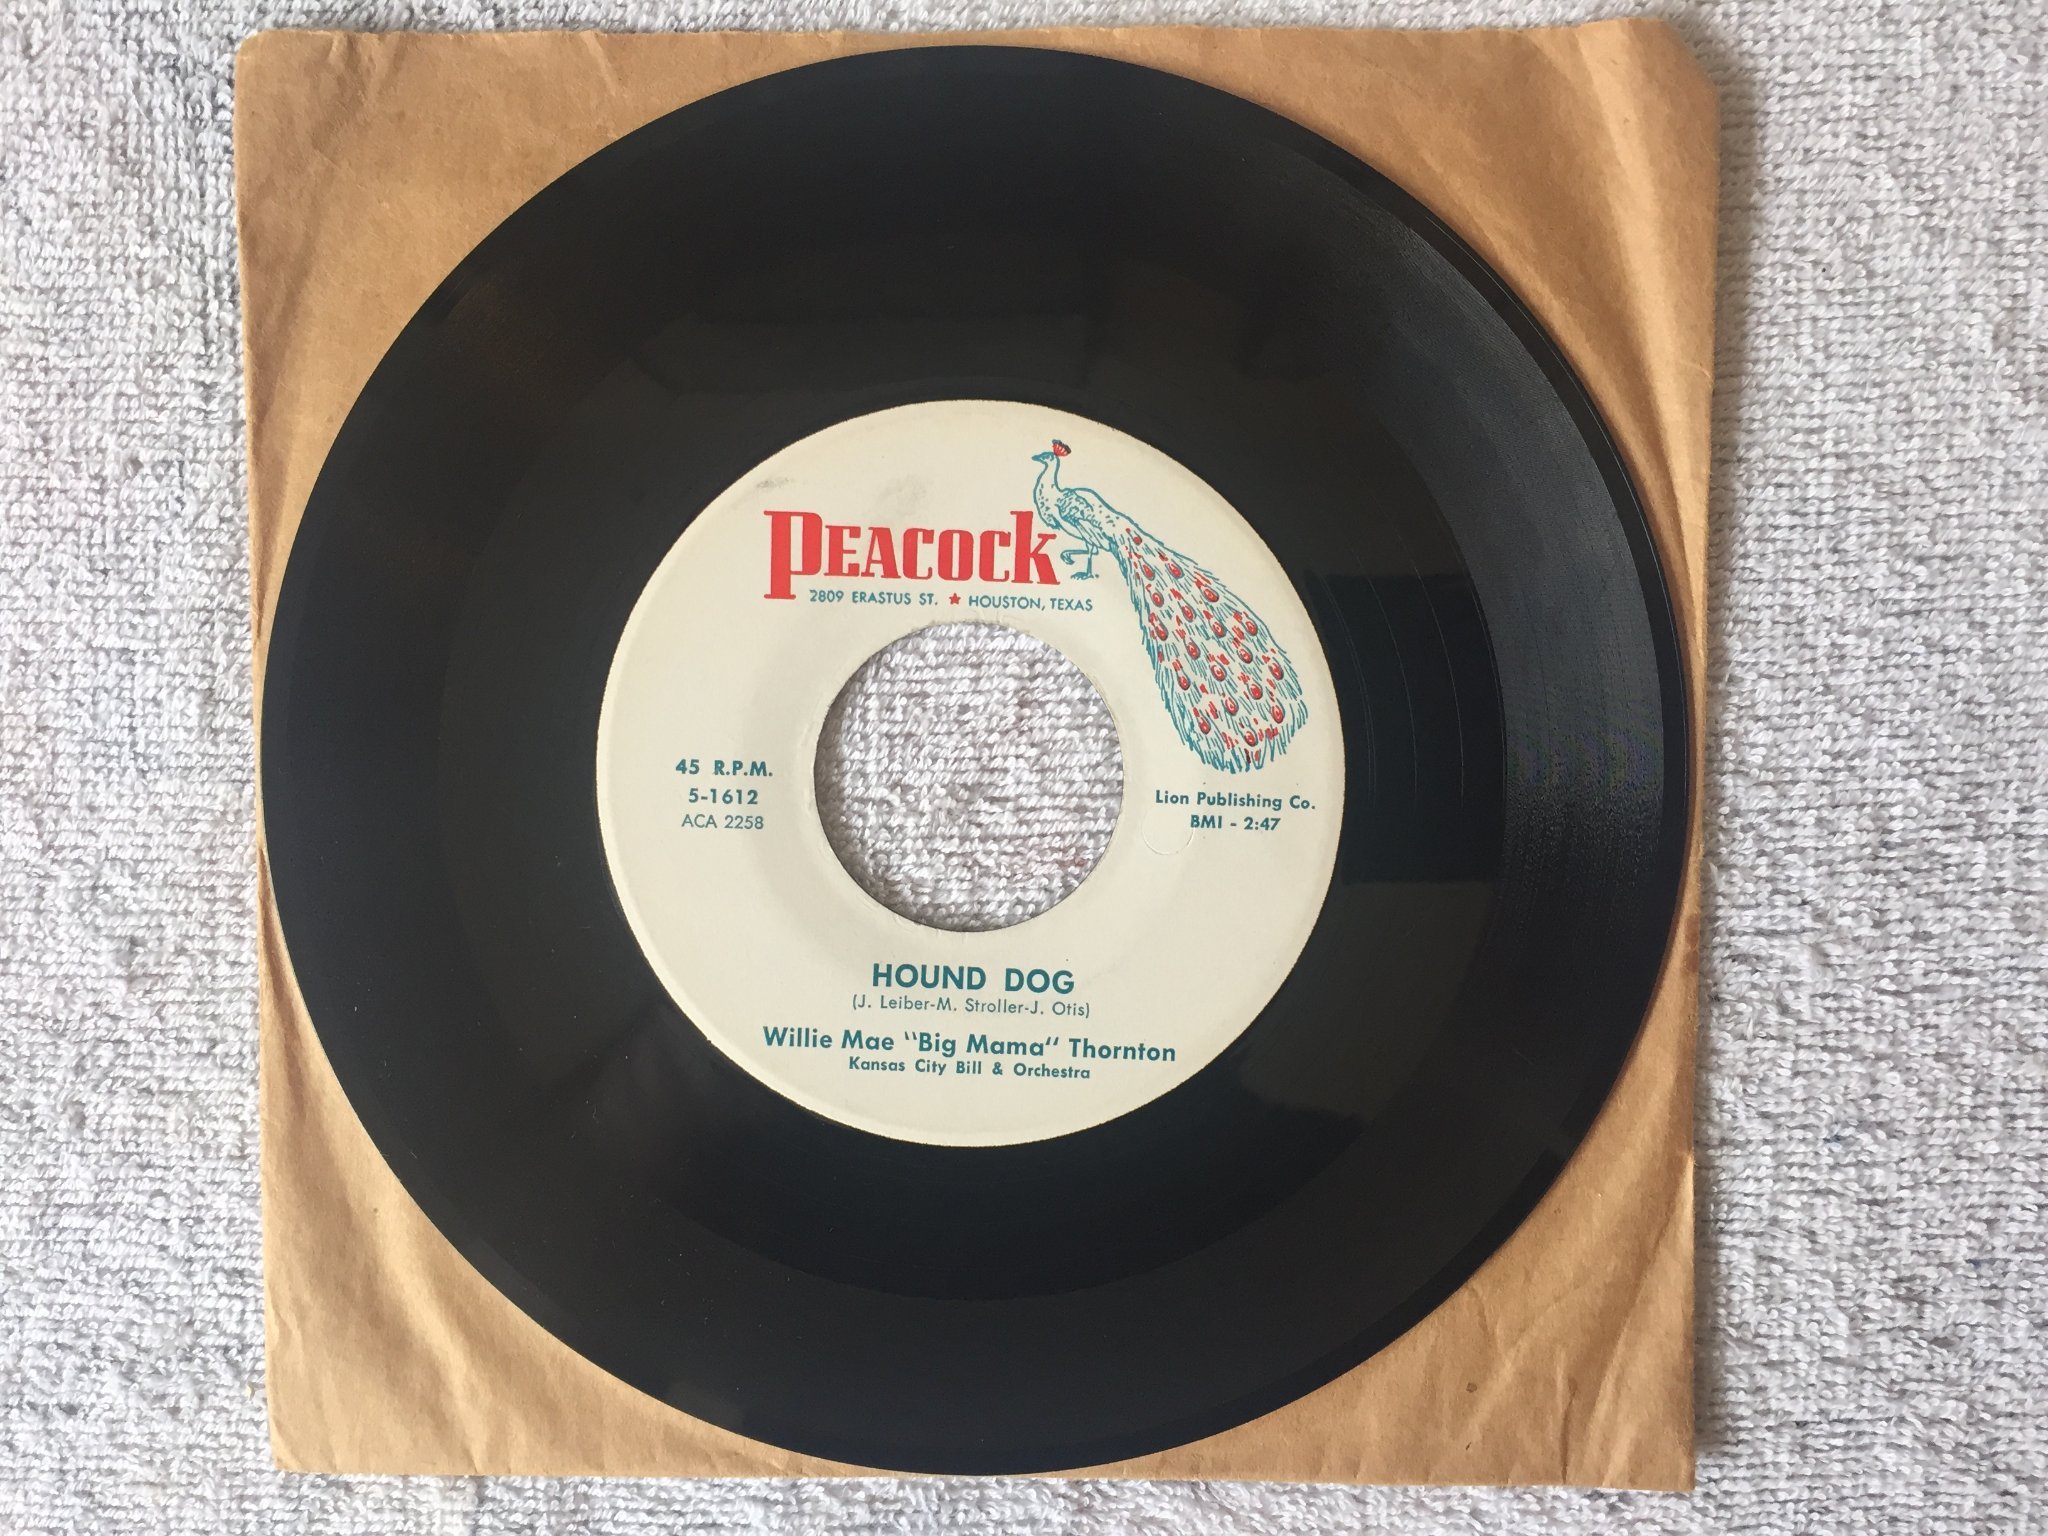 PEACOCK
2809 ERASTUS ST. ★ HOUSTON, TEXAS
45 R.P.M.
5-1612
ACA 2258
Lion Publishing Co.
BMI - 2:47
HOUND DOG
(J. Leiber-M. Stroller-J. Otis)
Willie Mae "Big Mama" Thornton
Kansas City Bill & Orchestra